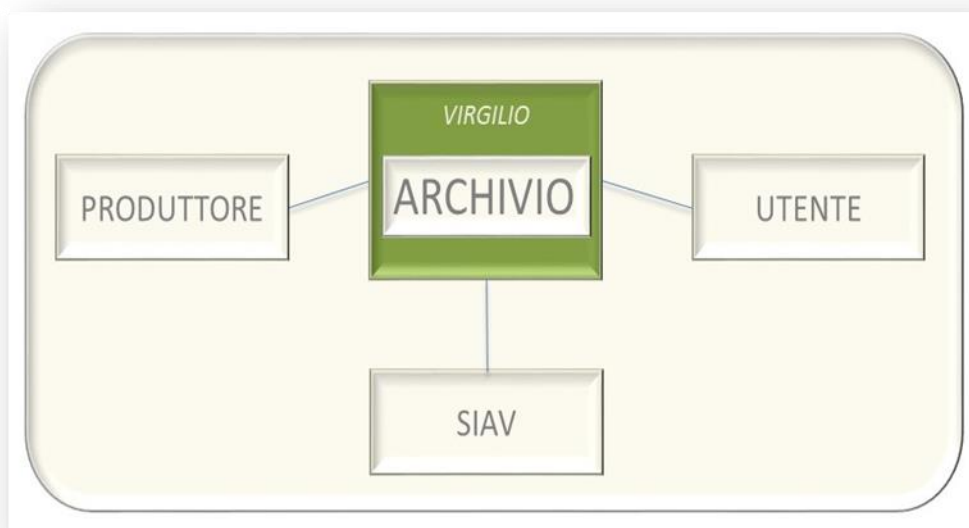 VIRGILIO
PRODUTTORE
ARCHIVIO
UTENTE
SIAV